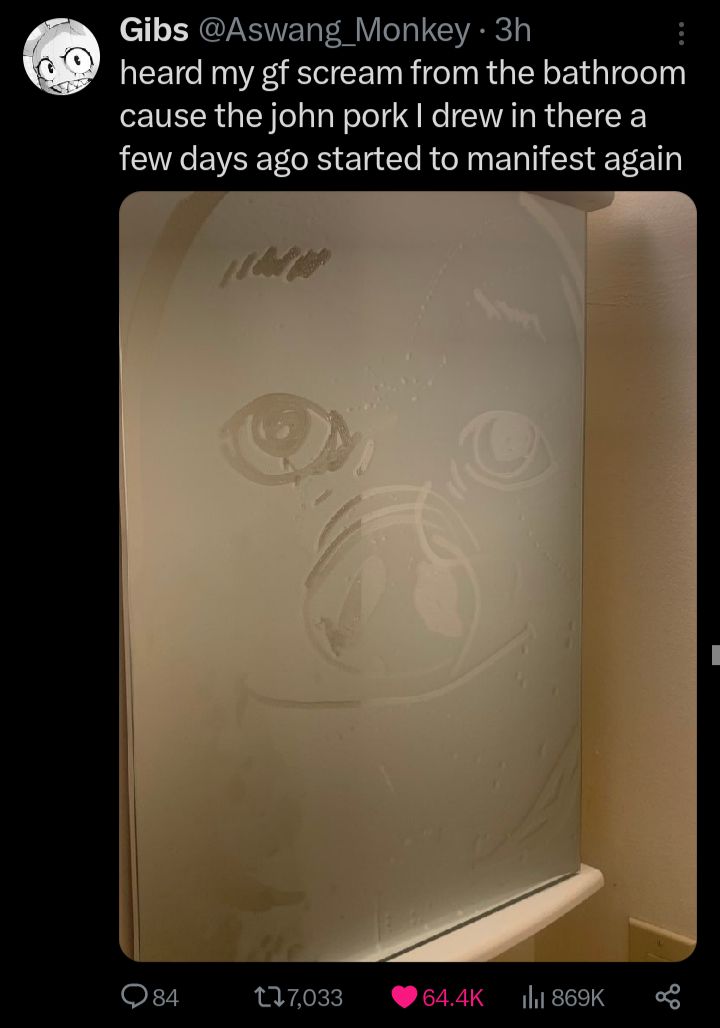 Gibs @Aswang_Monkey · 3h
heard my gf scream from the bathroom
cause the john pork I drew in there a
few days ago started to manifest again
84 7,033 64.4K 869K